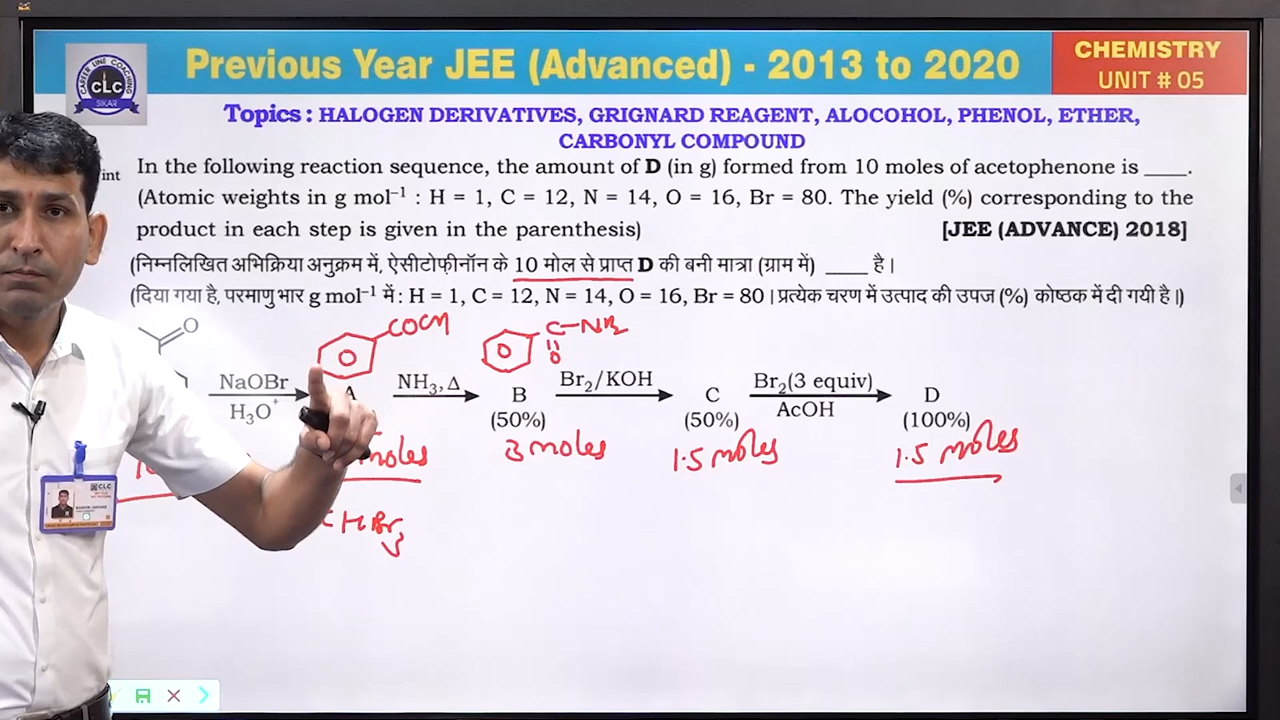 Previous Year JEE (Advanced) - 2013 to 2020
CHEMISTRY
UNIT # 05
CLC
SIKAR
Topics : HALOGEN DERIVATIVES, GRIGNARD REAGENT, ALOCOHOL, PHENOL, ETHER,
CARBONYL COMPOUND
In the following reaction sequence, the amount of D (in g) formed from 10 moles of acetophenone is ____.
(Atomic weights in g mol⁻¹ : H = 1, C = 12, N = 14, O = 16, Br = 80. The yield (%) corresponding to the
product in each step is given in the parenthesis) [JEE (ADVANCE) 2018]
(निम्नलिखित अभिक्रिया अनुक्रम में, ऐसीटोफ़ीनॉन के 10 मोल से प्राप्त D की बनी मात्रा (ग्राम में) ____ है।
(दिया गया है, परमाणु भार g mol⁻¹ में : H = 1, C = 12, N = 14, O = 16, Br = 80। प्रत्येक चरण में उत्पाद की उपज (%) कोष्ठक में दी गयी है।)
O
C–NH₂
O
NaOBr
H₃O⁺
A
NH₃, Δ
B
(50%)
Br₂/KOH
C
(50%)
Br₂(3 equiv)
AcOH
D
(100%)
moles
3 moles
1.5 moles
1.5 moles
CHBr₃
CLC